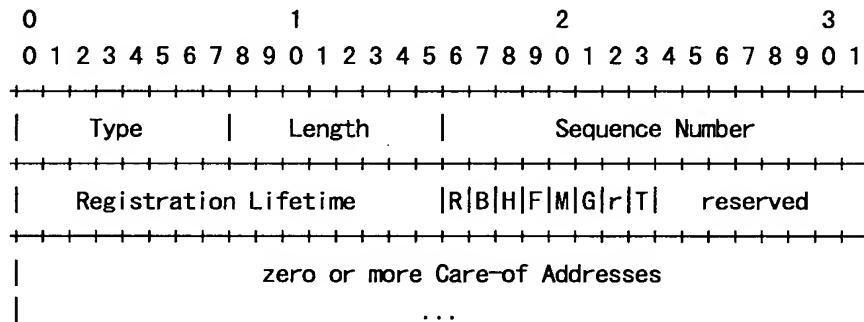 0 1 2 3
0 1 2 3 4 5 6 7 8 9 0 1 2 3 4 5 6 7 8 9 0 1 2 3 4 5 6 7 8 9 0 1
| Type | Length | Sequence Number
| Registration Lifetime |R|B|H|F|M|G|r|T| reserved
| zero or more Care-of Addresses
| ...